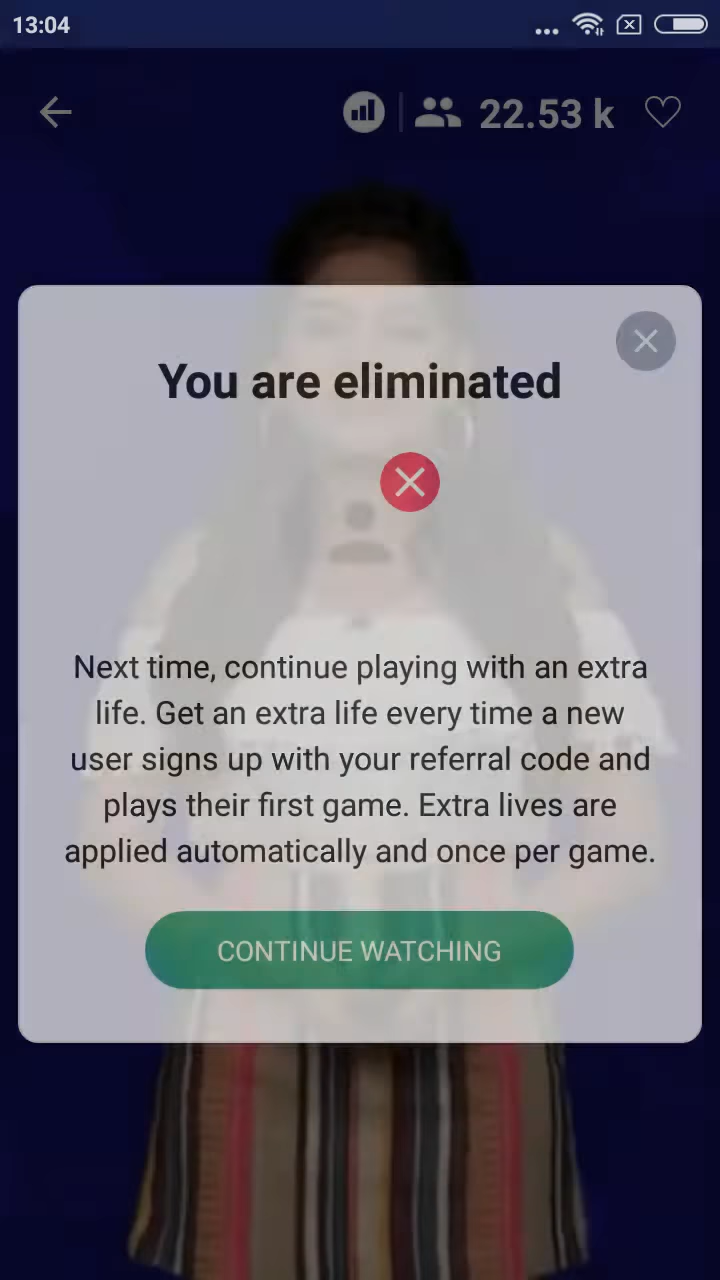 13:04
22.53 k
You are eliminated
Next time, continue playing with an extra
life. Get an extra life every time a new
user signs up with your referral code and
plays their first game. Extra lives are
applied automatically and once per game.
CONTINUE WATCHING